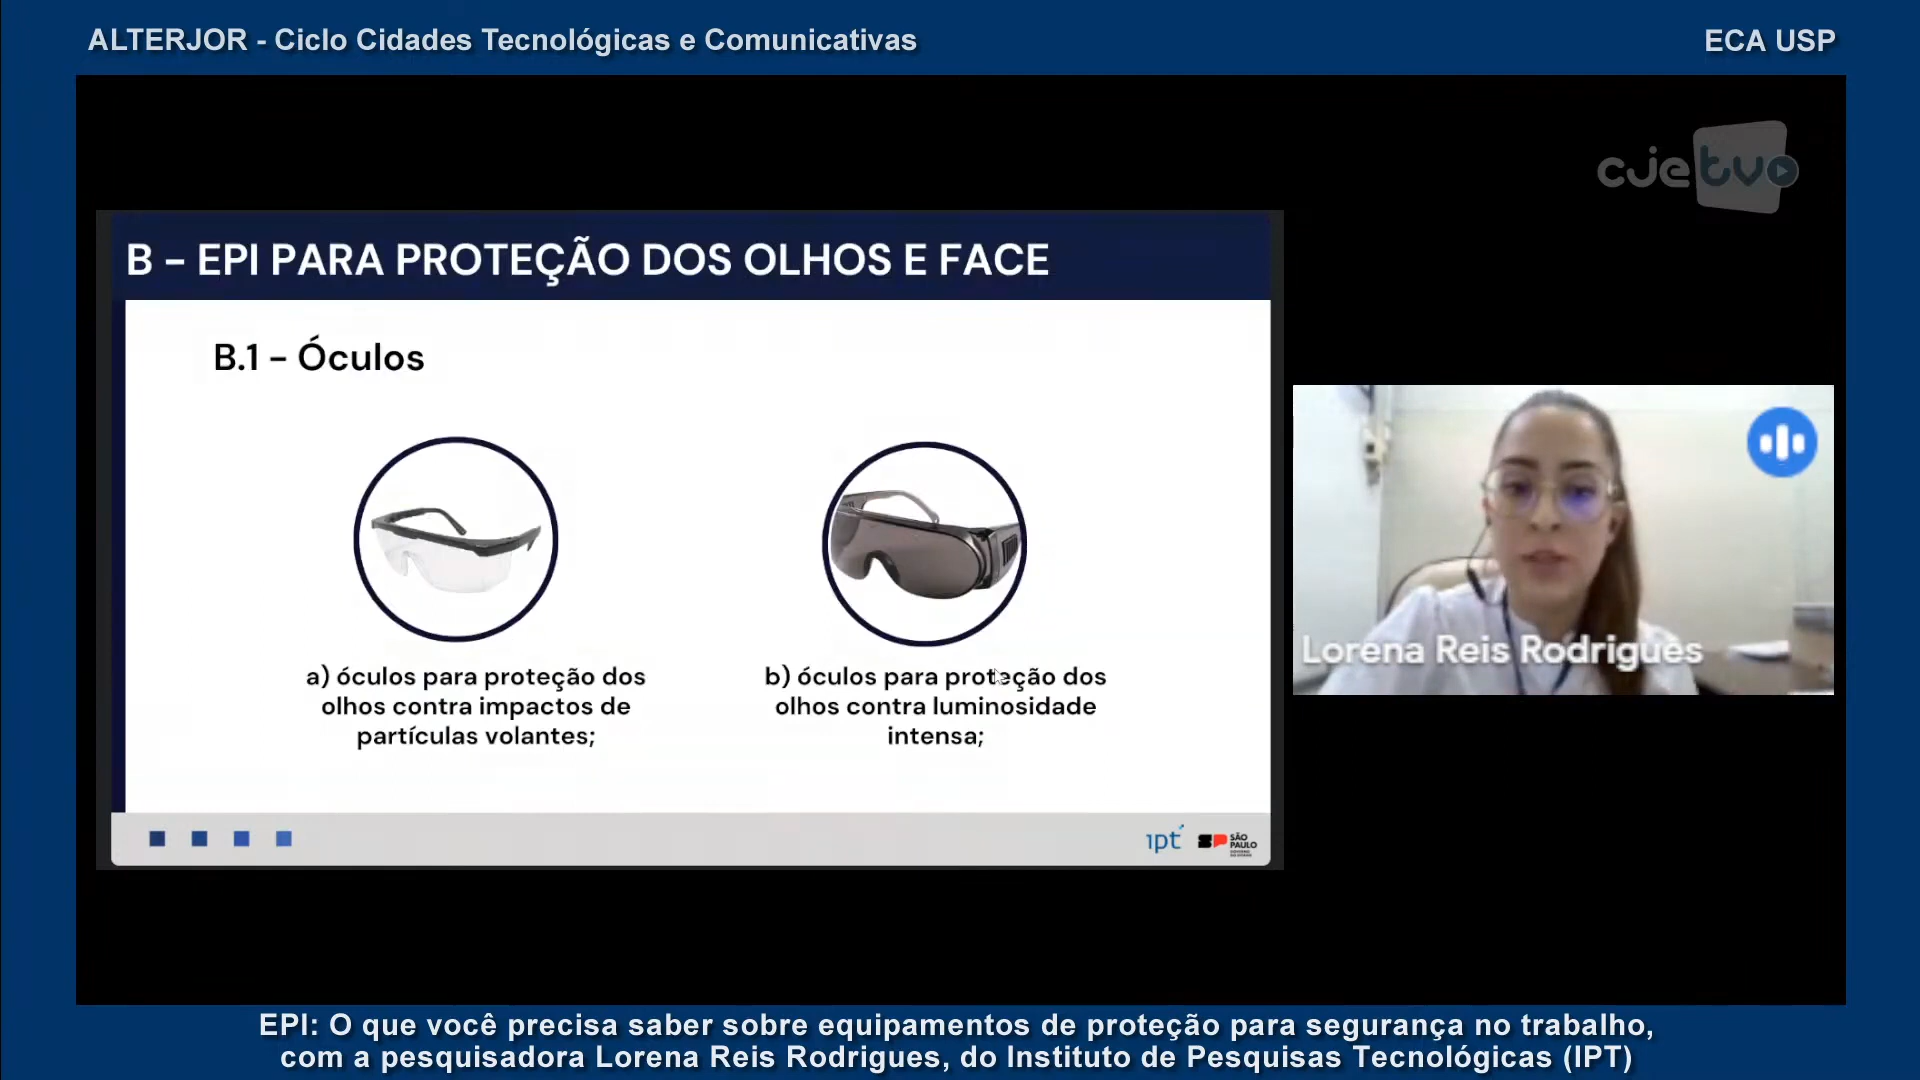 ALTERJOR - Ciclo Cidades Tecnológicas e Comunicativas
ECA USP
cje tvo
B – EPI PARA PROTEÇÃO DOS OLHOS E FACE
B.1 – Óculos
a) óculos para proteção dos
olhos contra impactos de
partículas volantes;
b) óculos para proteção dos
olhos contra luminosidade
intensa;
Lorena Reis Rodrigues
ipt
SP
SÃO
PAULO
EPI: O que você precisa saber sobre equipamentos de proteção para segurança no trabalho,
com a pesquisadora Lorena Reis Rodrigues, do Instituto de Pesquisas Tecnológicas (IPT)